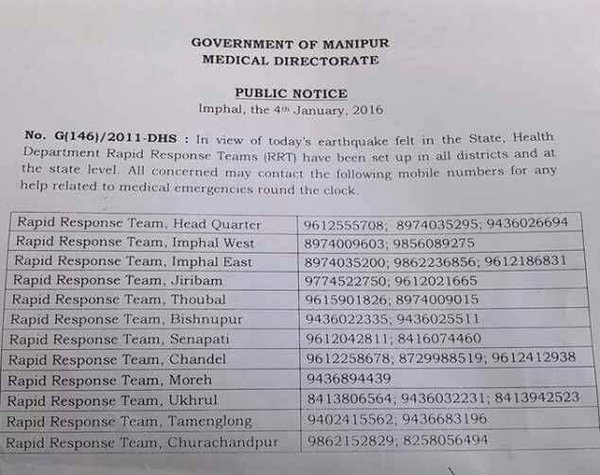 GOVERNMENT OF MANIPUR
MEDICAL DIRECTORATE
PUBLIC NOTICE
Imphal, the 4th January, 2016
No. G(146)/2011-DHS : In view of today's earthquake felt in the State, Health
Department Rapid Response Teams (RRT) have been set up in all districts and at
the state level. All concerned may contact the following mobile numbers for any
help related to medical emergencies round the clock.
Rapid Response Team, Head Quarter 9612555708; 8974035295; 9436026694
Rapid Response Team, Imphal West 8974009603; 9856089275
Rapid Response Team, Imphal East 8974035200; 9862236856; 9612186831
Rapid Response Team, Jiribam 9774522750; 9612021665
Rapid Response Team, Thoubal 9615901826; 8974009015
Rapid Response Team, Bishnupur 9436022335; 9436025511
Rapid Response Team, Senapati 9612042811; 8416074460
Rapid Response Team, Chandel 9612258678; 8729988519; 9612412938
Rapid Response Team, Moreh 9436894439
Rapid Response Team, Ukhrul 8413806564; 9436032231; 8413942523
Rapid Response Team, Tamenglong 9402415562; 9436683196
Rapid Response Team, Churachandpur 9862152829; 8258056494